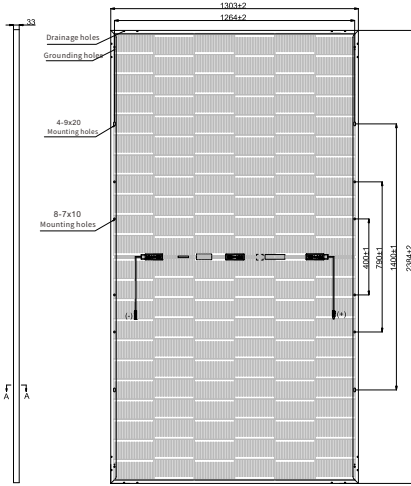 1303±2
1264±2
33
Drainage holes
Grounding holes
4-9x20
Mounting holes
8-7x10
Mounting holes
400±1
790±1
1400±1
2384±2
(-)
(+)
A
A